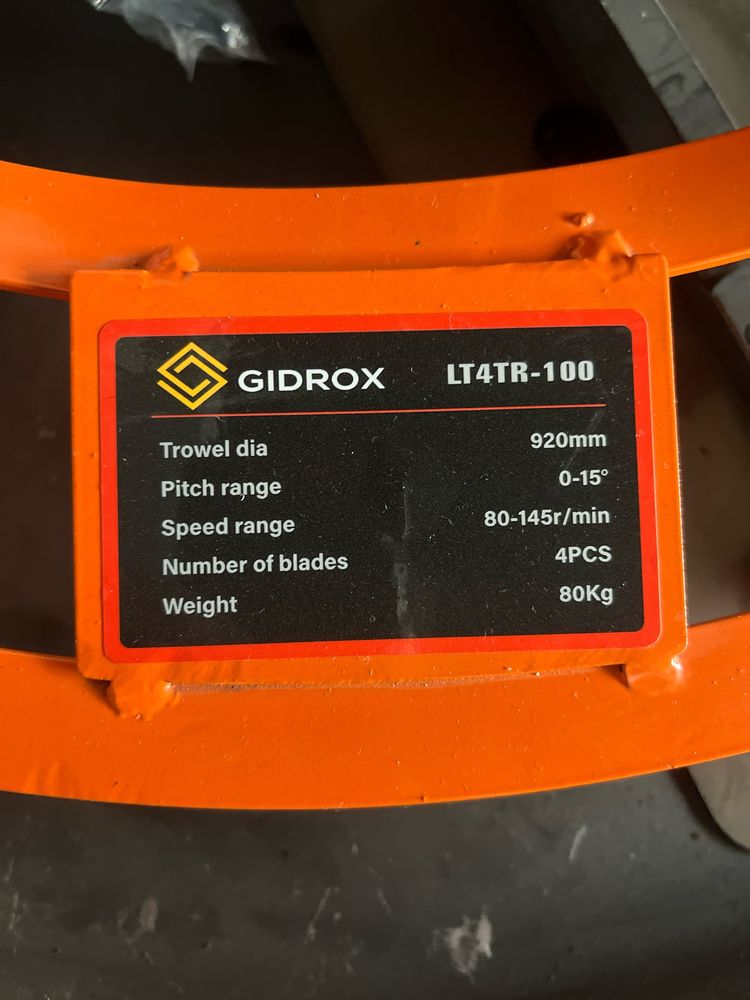 GIDROX LT4TR-100
Trowel dia 920mm
Pitch range 0-15°
Speed range 80-145r/min
Number of blades 4PCS
Weight 80Kg